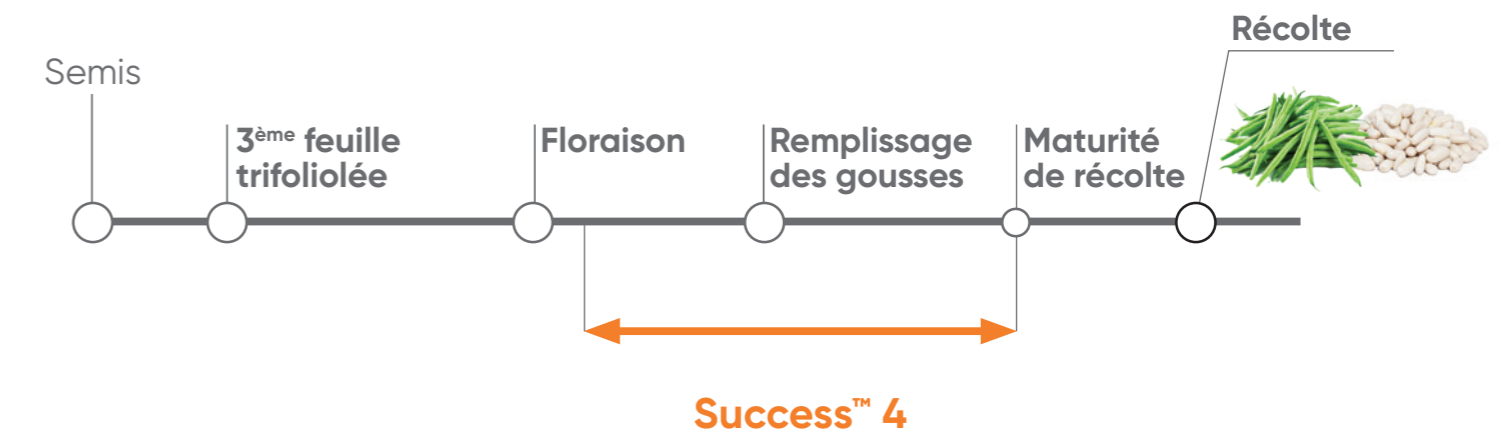 Récolte
Semis
3ème feuille
trifoliolée
Floraison
Remplissage
des gousses
Maturité
de récolte
Success™ 4